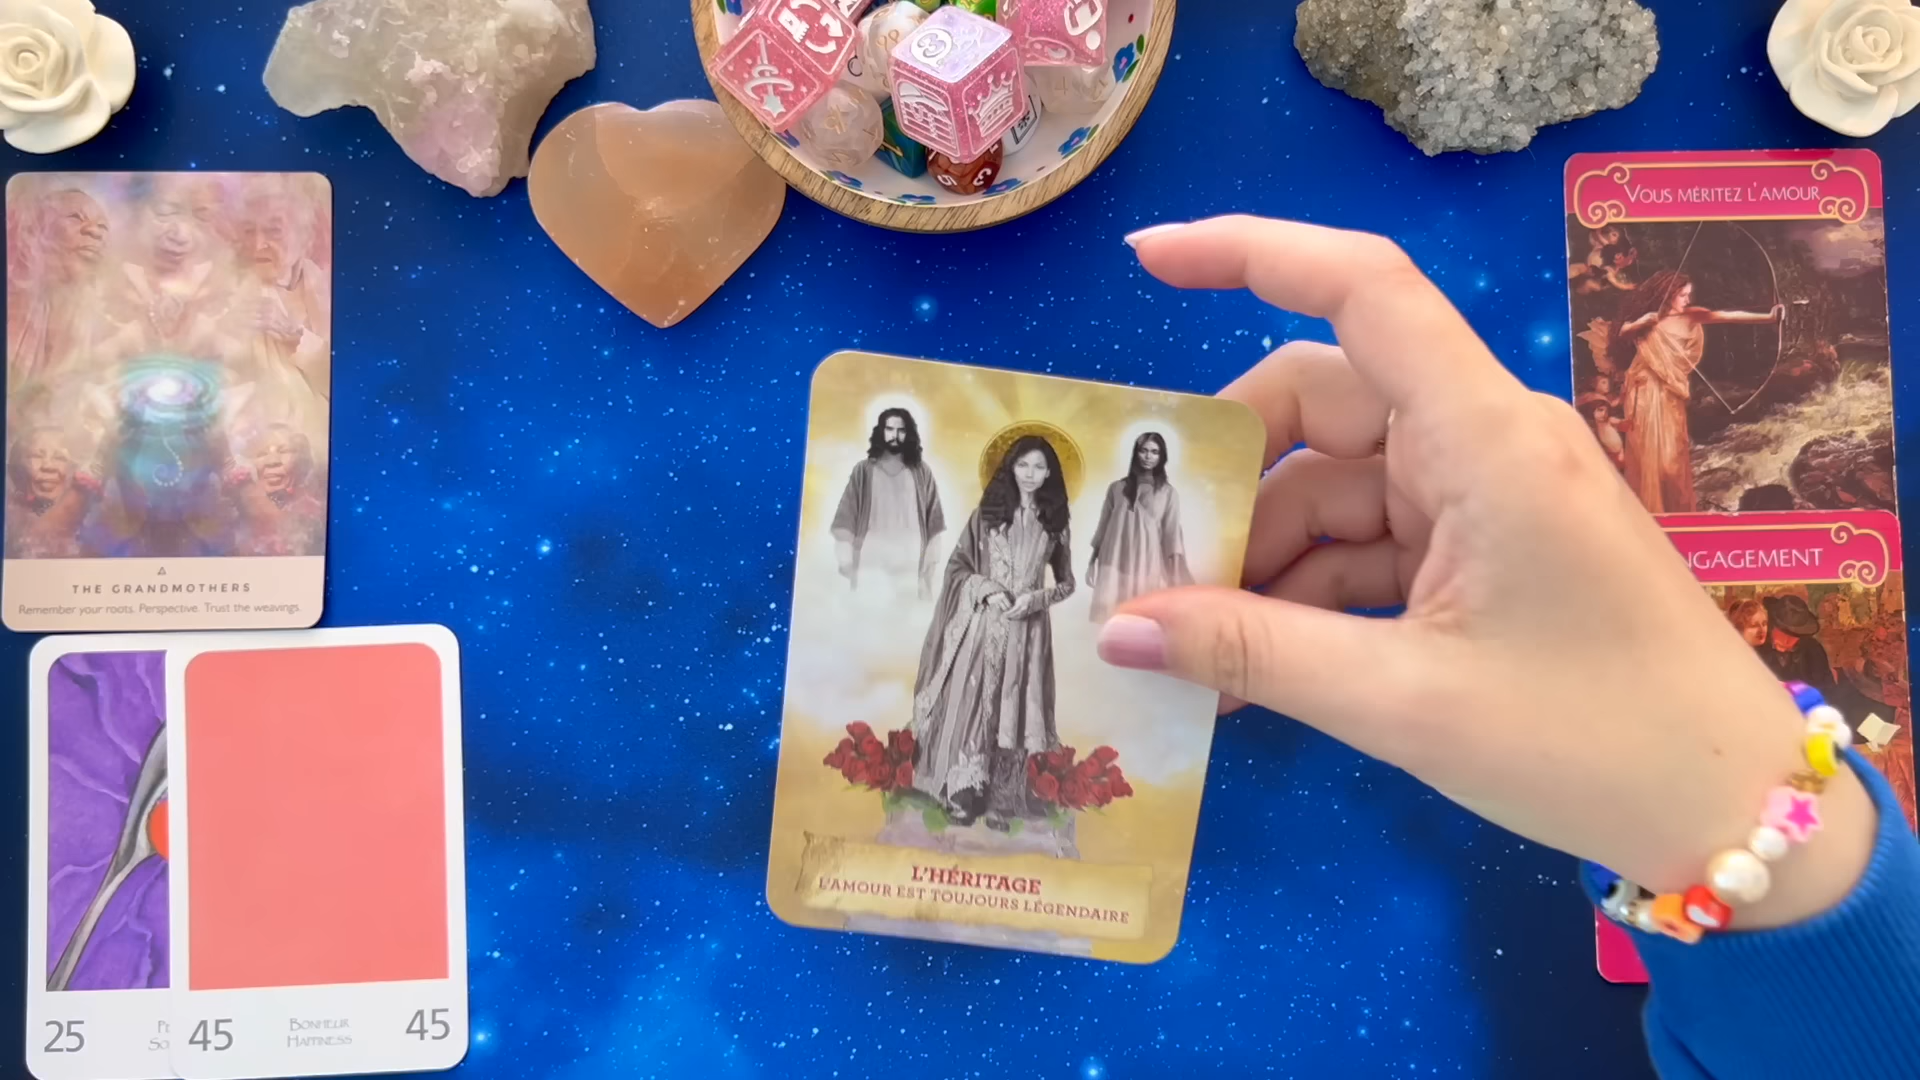 VOUS MÉRITEZ L'AMOUR
THE GRANDMOTHERS
Remember your roots. Perspective. Trust the weavings.
NGAGEMENT
L'HÉRITAGE
L'AMOUR EST TOUJOURS LÉGENDAIRE
25
45
BONHEUR
HAPPINESS
45